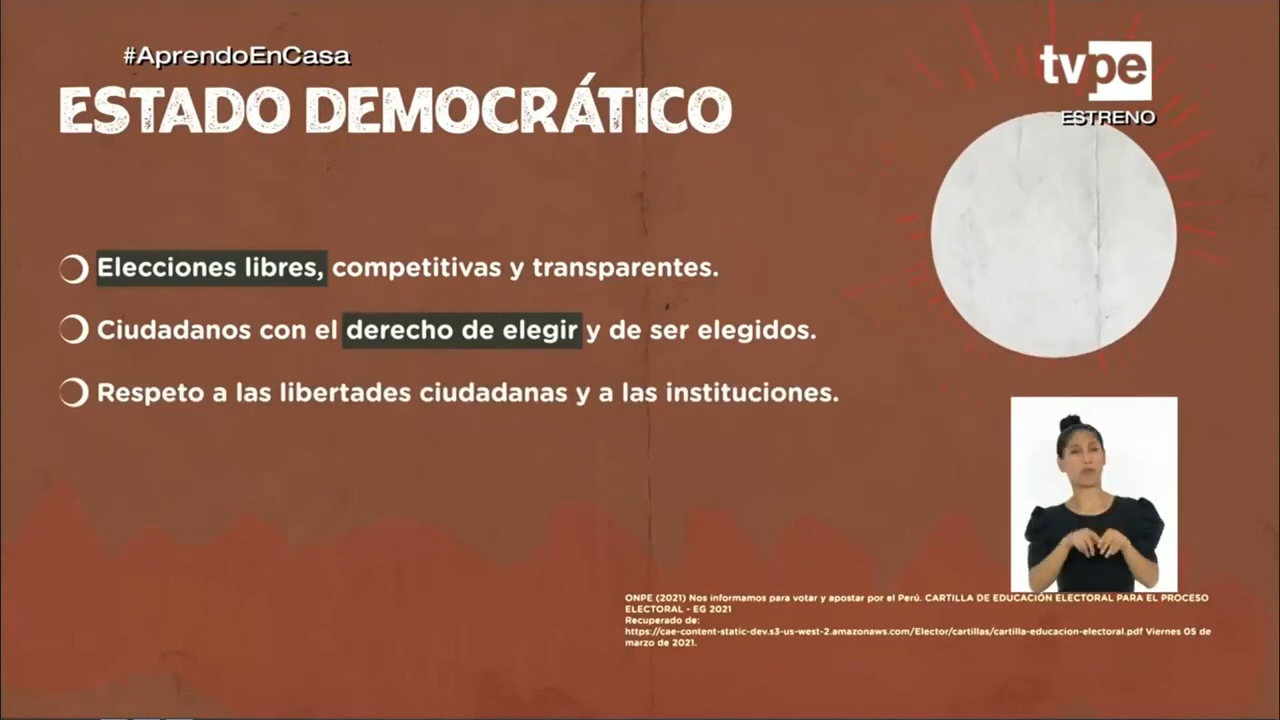 #AprendoEnCasa
tvpe
ESTRENO
ESTADO DEMOCRÁTICO
Elecciones libres, competitivas y transparentes.
Ciudadanos con el derecho de elegir y de ser elegidos.
Respeto a las libertades ciudadanas y a las instituciones.
ONPE (2021) Nos informamos para votar y apostar por el Perú. CARTILLA DE EDUCACIÓN ELECTORAL PARA EL PROCESO
ELECTORAL - EG 2021
Recuperado de:
https://cae-content-static-dev.s3-us-west-2.amazonaws.com/Elector/cartillas/cartilla-educacion-electoral.pdf Viernes 05 de
marzo de 2021.